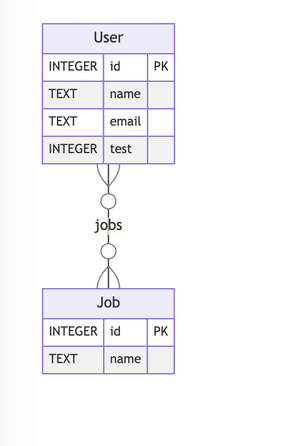 User
INTEGER id PK
TEXT name
TEXT email
INTEGER test
jobs
Job
INTEGER id PK
TEXT name